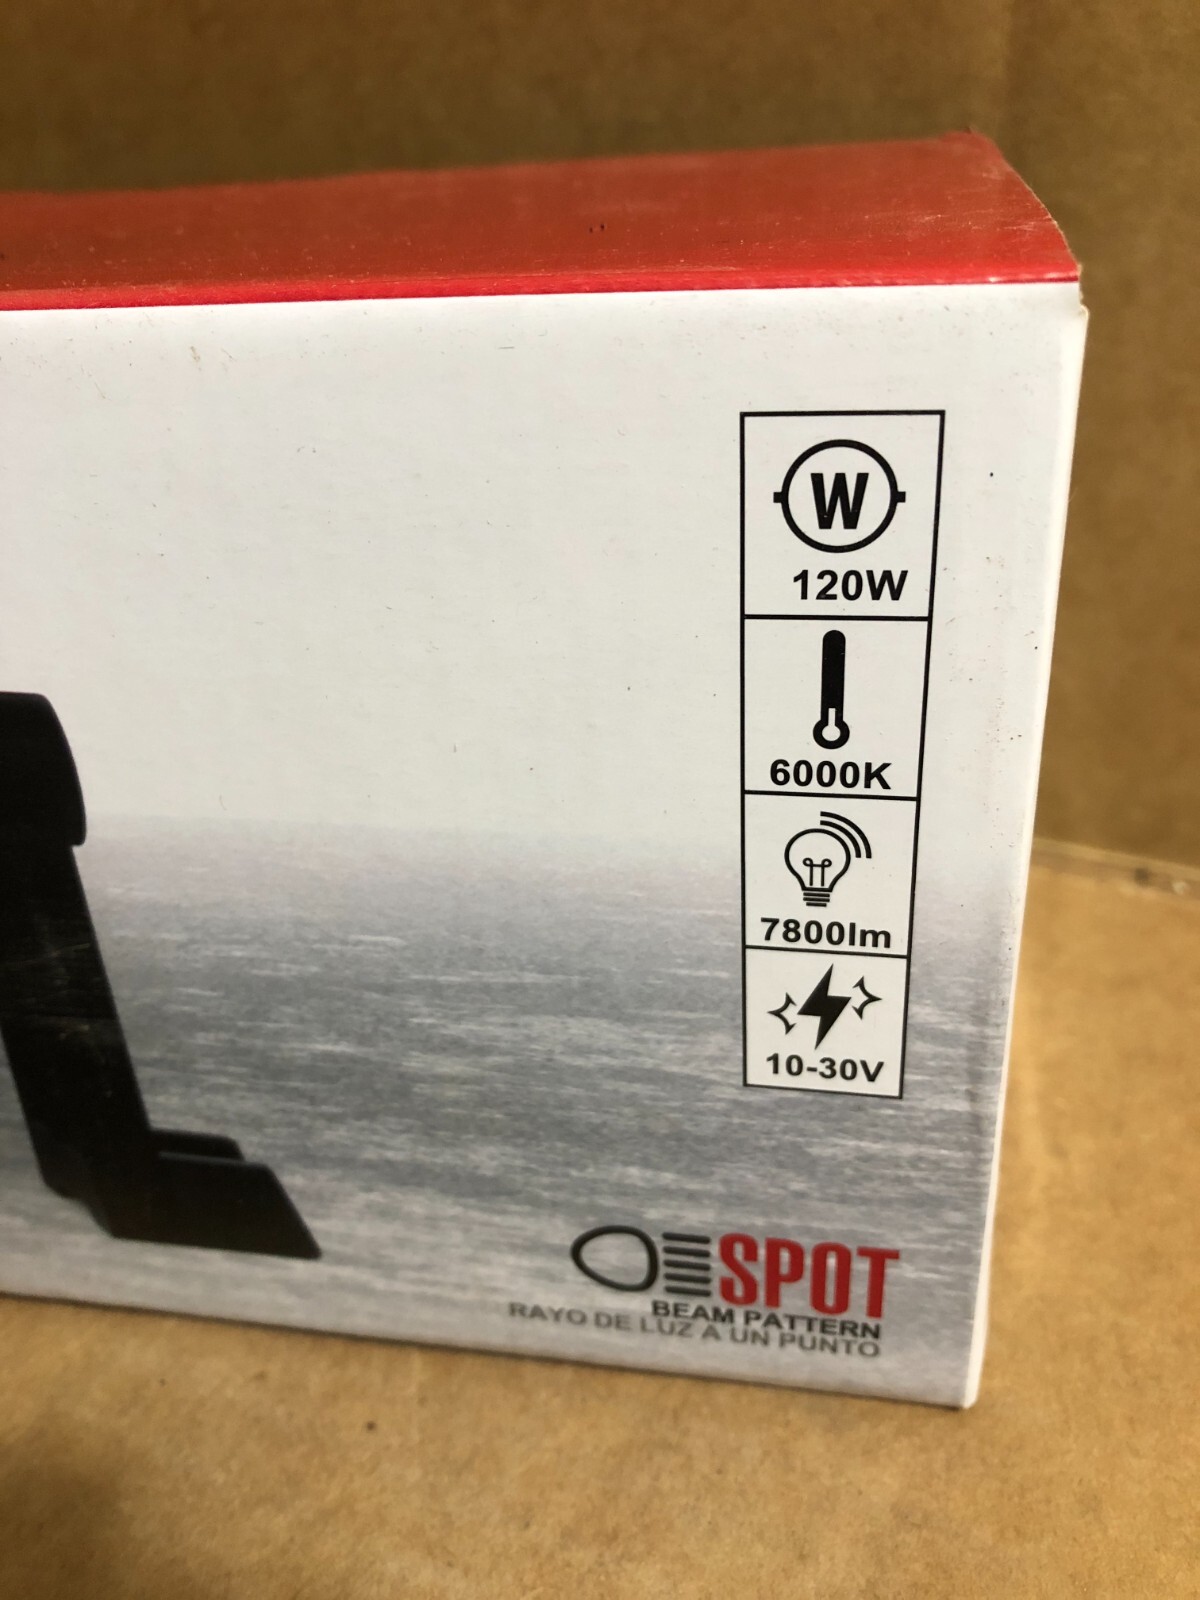 W
120W
6000K
7800lm
10-30V
SPOT
BEAM PATTERN
RAYO DE LUZ A UN PUNTO